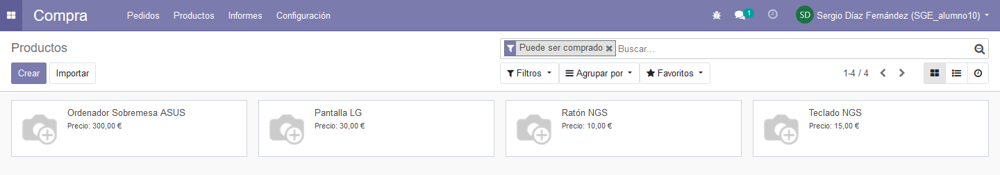 Compra Pedidos Productos Informes Configuración 1 SD Sergio Díaz Fernández (SGE_alumno10)
Productos Puede ser comprado Buscar...
Crear Importar Filtros Agrupar por Favoritos 1-4 / 4
Ordenador Sobremesa ASUS
Precio: 300,00 €
Pantalla LG
Precio: 30,00 €
Ratón NGS
Precio: 10,00 €
Teclado NGS
Precio: 15,00 €